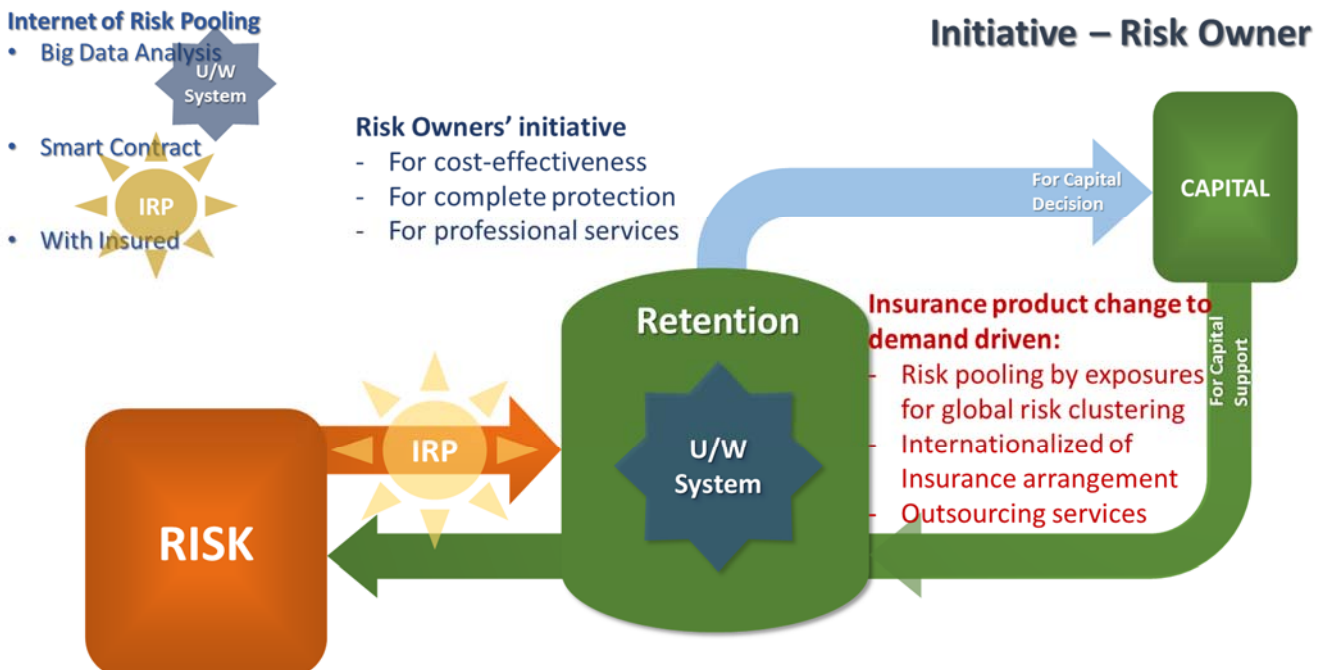 Internet of Risk Pooling
• Big Data Analysis
U/W
System
• Smart Contract
IRP
• With Insured
Initiative – Risk Owner
Risk Owners' initiative
- For cost-effectiveness
- For complete protection
- For professional services
For Capital
Decision
CAPITAL
Retention
U/W
System
Insurance product change to
demand driven:
- Risk pooling by exposures
for global risk clustering
- Internationalized of
Insurance arrangement
- Outsourcing services
For Capital
Support
IRP
RISK